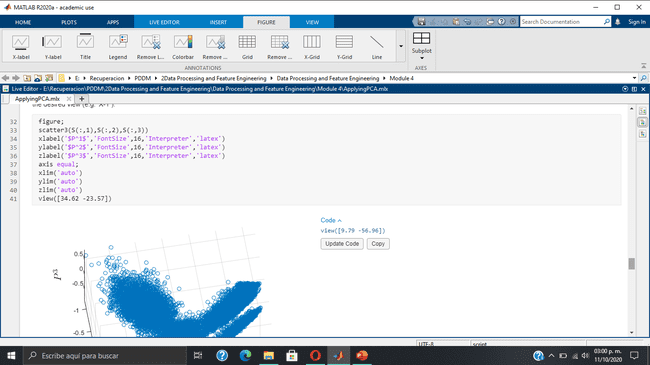 MATLAB R2020a - academic use
HOME PLOTS APPS LIVE EDITOR INSERT FIGURE VIEW Search Documentation Sign In
X-Label Y-Label Title Legend Remove L... Colorbar Remove ... Grid Remove ... X-Grid Y-Grid Line Subplot
ANNOTATIONS AXES
E: Recuperacion PDDM 2Data Processing and Feature Engineering Data Processing and Feature Engineering Module 4
Live Editor - E:\Recuperacion\PDDM\2Data Processing and Feature Engineering\Data Processing and Feature Engineering\Module 4\ApplyingPCA.mlx
ApplyingPCA.mlx
the desired view (e.g. 'X-Y'
32 figure;
33 scatter3(S(:,1),S(:,2),S(:,3))
34 xlabel('$P^1$','FontSize',16,'Interpreter','latex')
35 ylabel('$P^2$','FontSize',16,'Interpreter','latex')
36 zlabel('$P^3$','FontSize',16,'Interpreter','latex')
37 axis equal;
38 xlim('auto')
39 ylim('auto')
40 zlim('auto')
41 view([34.62 -23.57])
Code
view([9.79 -56.96])
Update Code Copy
0.5
0
-0.5
P3
-1
-0.5
UTF-8 script
Escribe aquí para buscar
03:00 p. m.
11/10/2020